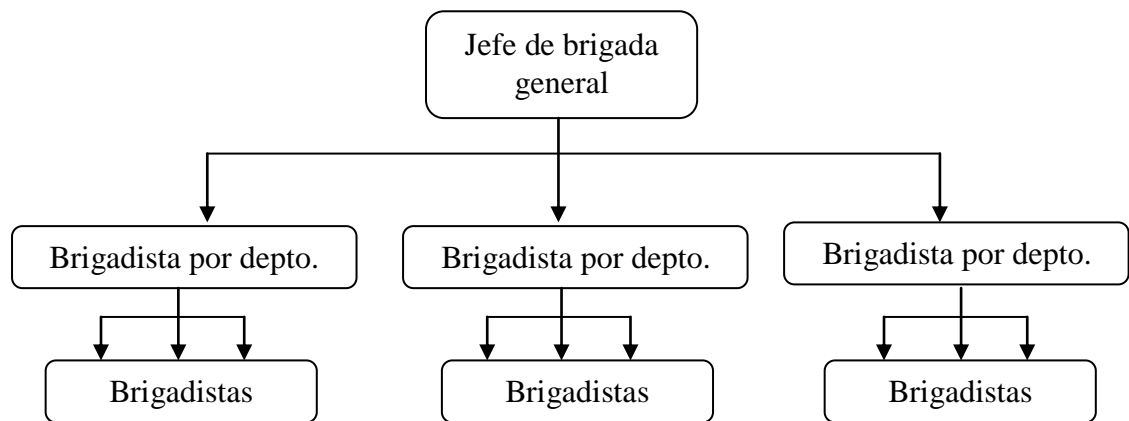 Jefe de brigada
general
Brigadista por depto.
Brigadista por depto.
Brigadista por depto.
Brigadistas
Brigadistas
Brigadistas